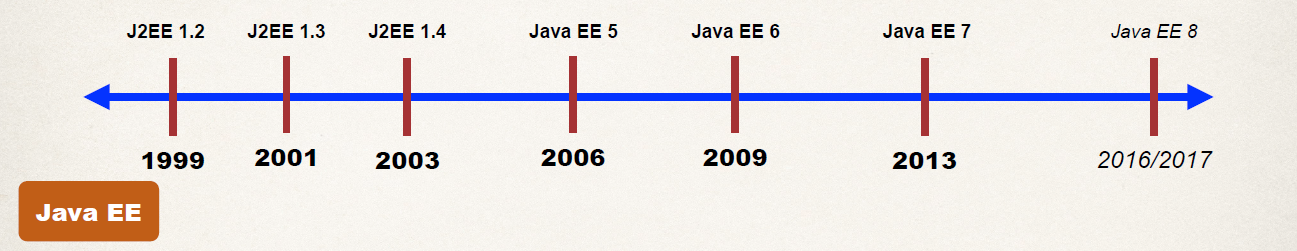 J2EE 1.2 J2EE 1.3 J2EE 1.4 Java EE 5 Java EE 6 Java EE 7 Java EE 8
1999 2001 2003 2006 2009 2013 2016/2017
Java EE